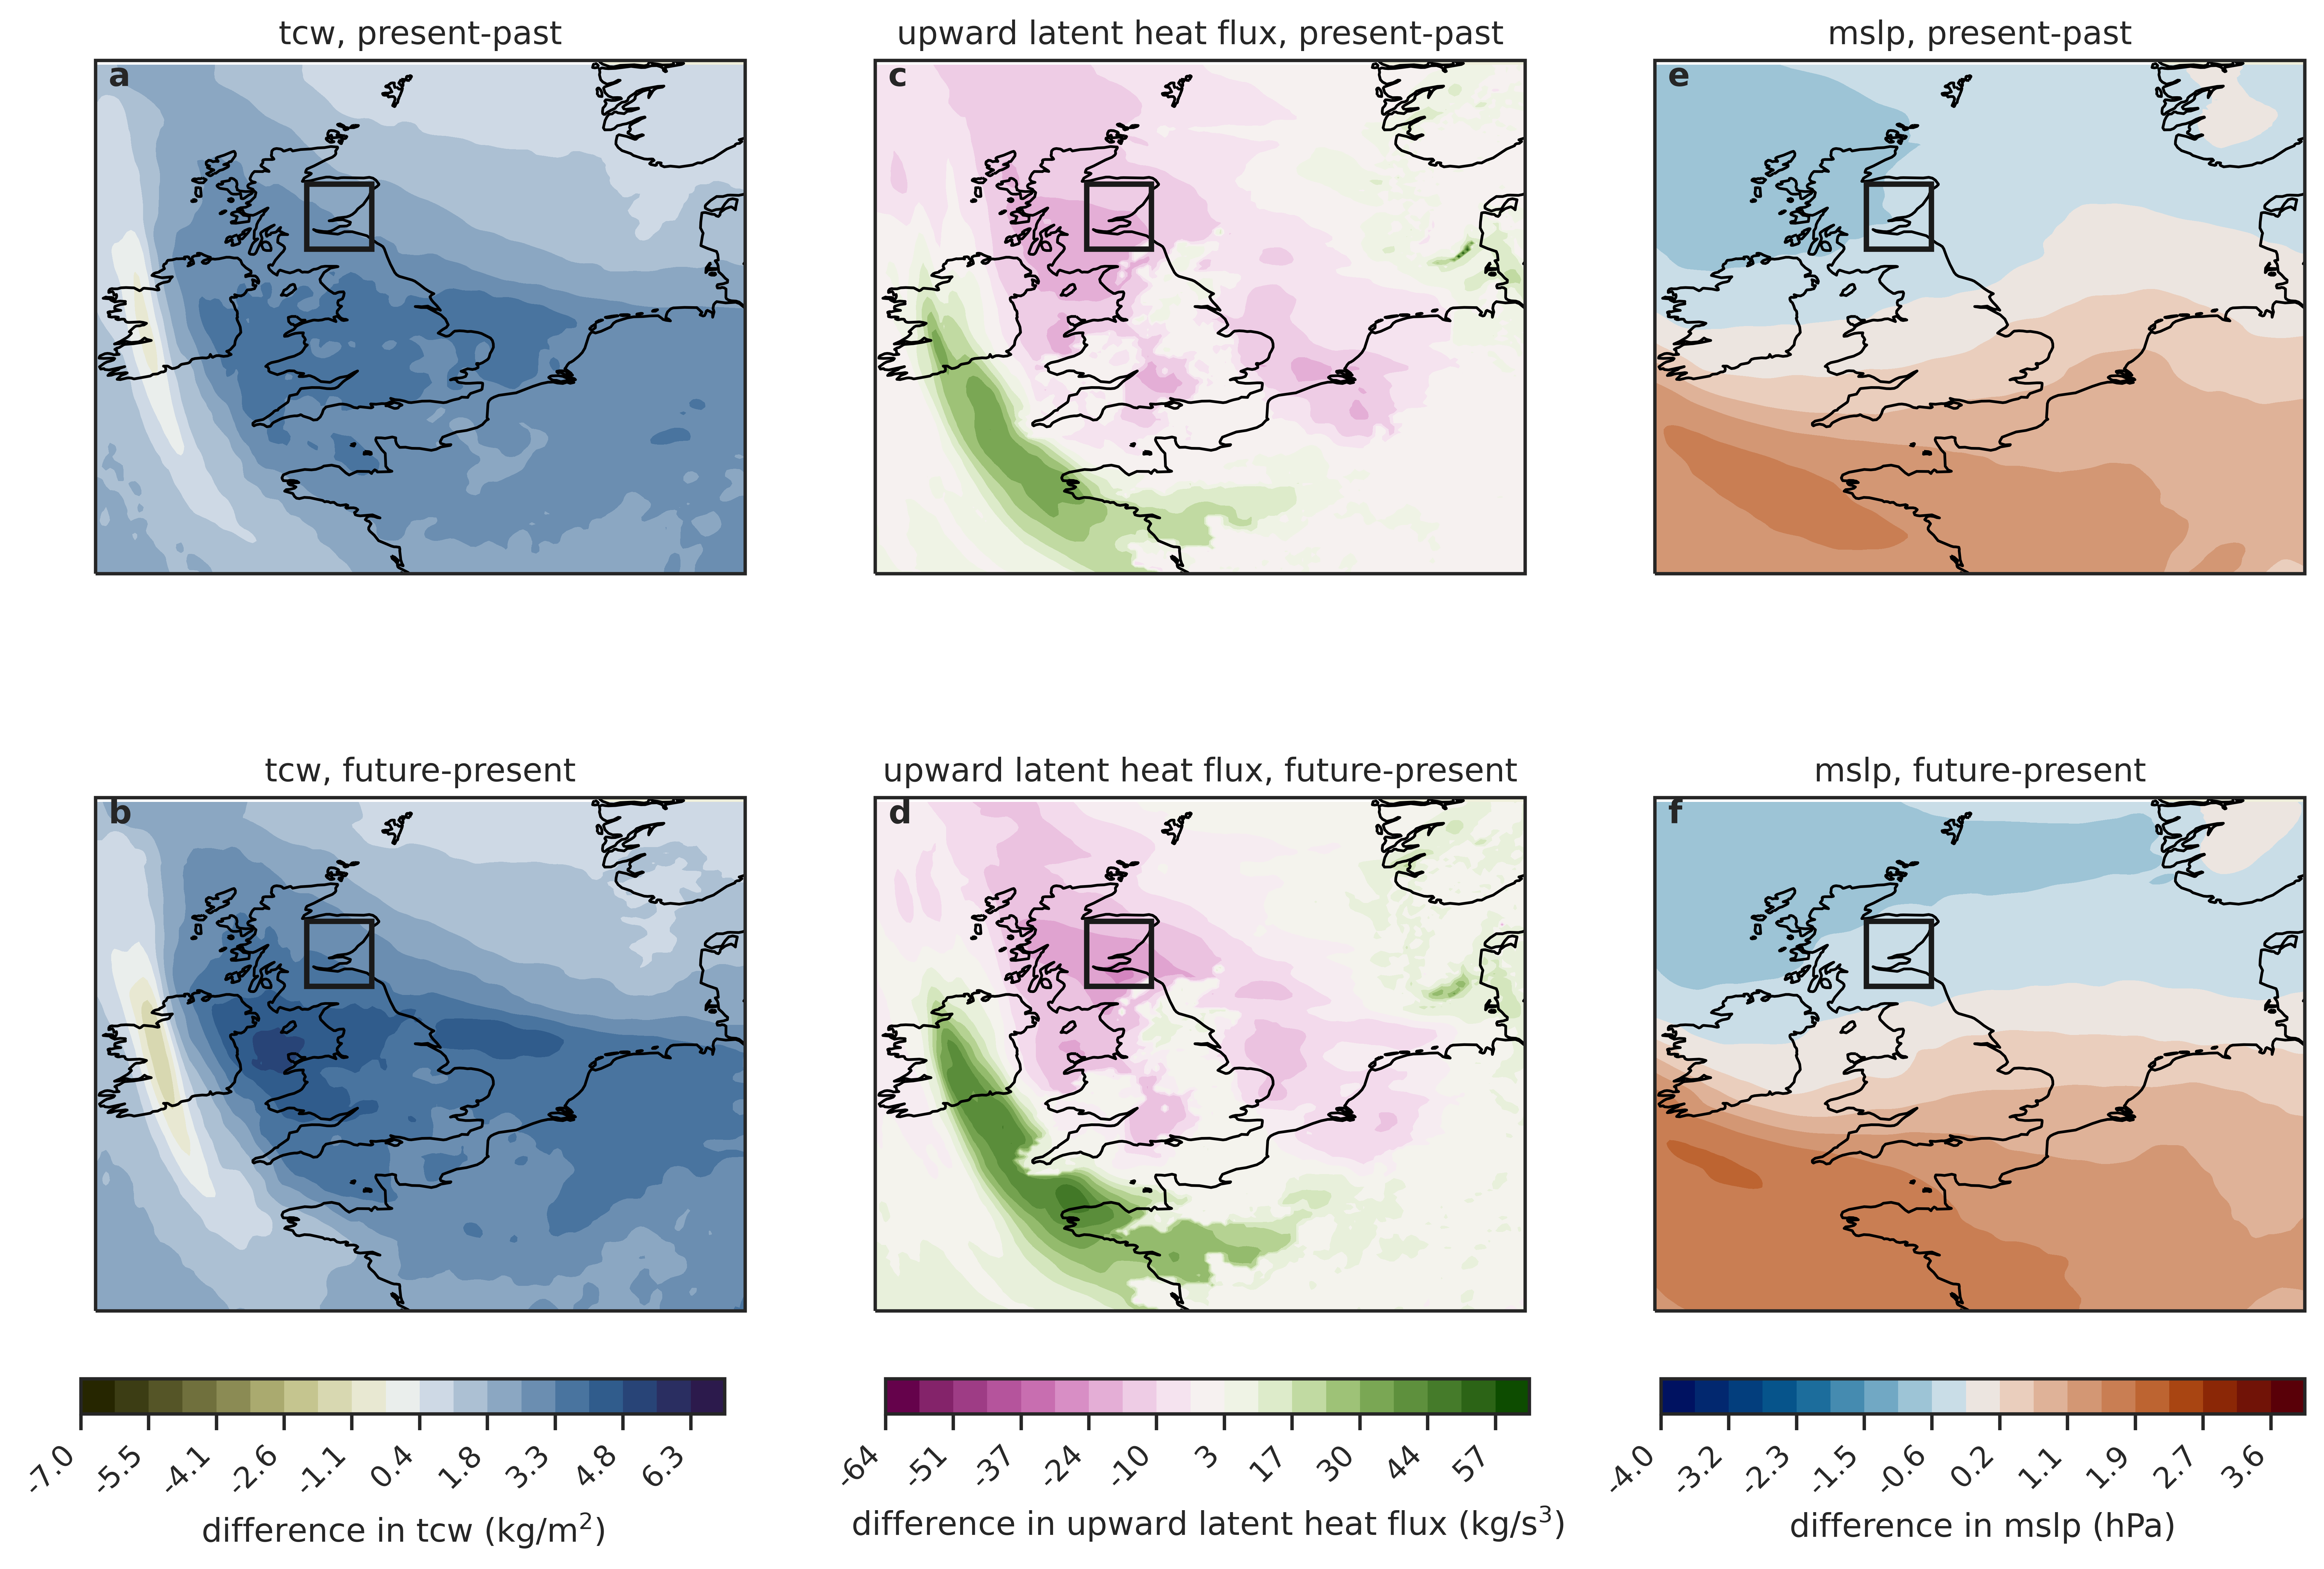 tcw, present-past
upward latent heat flux, present-past
mslp, present-past
a
c
e
tcw, future-present
upward latent heat flux, future-present
mslp, future-present
b
d
f
-7.0 -5.5 -4.1 -2.6 -1.1 0.4 1.8 3.3 4.8 6.3
difference in tcw (kg/m²)
-64 -51 -37 -24 -10 3 17 30 44 57
difference in upward latent heat flux (kg/s³)
-4.0 -3.2 -2.3 -1.5 -0.6 0.2 1.1 1.9 2.7 3.6
difference in mslp (hPa)